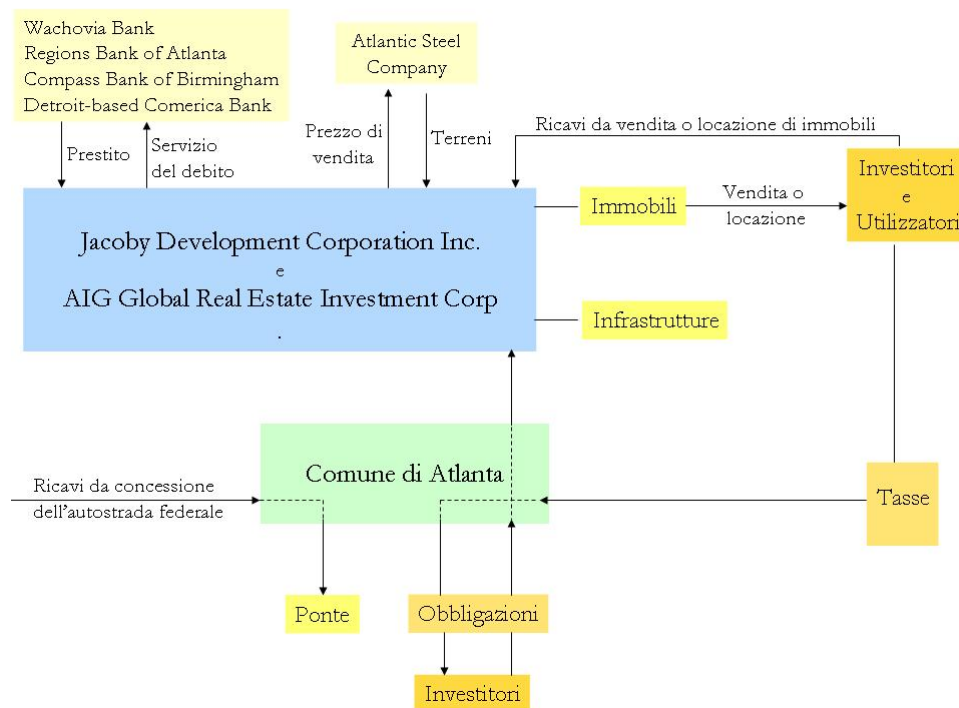 Wachovia Bank
Regions Bank of Atlanta
Compass Bank of Birmingham
Detroit-based Comerica Bank
Atlantic Steel
Company
Prestito
Servizio
del debito
Prezzo di
vendita
Terreni
Ricavi da vendita o locazione di immobili
Immobili
Vendita o
locazione
Investitori
e
Utilizzatori
Jacoby Development Corporation Inc.
e
AIG Global Real Estate Investment Corp
.
Infrastrutture
Comune di Atlanta
Ricavi da concessione
dell'autostrada federale
Tasse
Ponte
Obbligazioni
Investitori